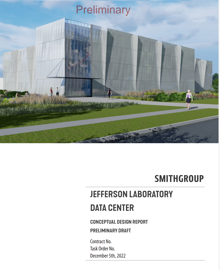 Preliminary
SMITHGROUP
JEFFERSON LABORATORY
DATA CENTER
CONCEPTUAL DESIGN REPORT
PRELIMINARY DRAFT
Contract No.
Task Order No.
December 5th, 2022